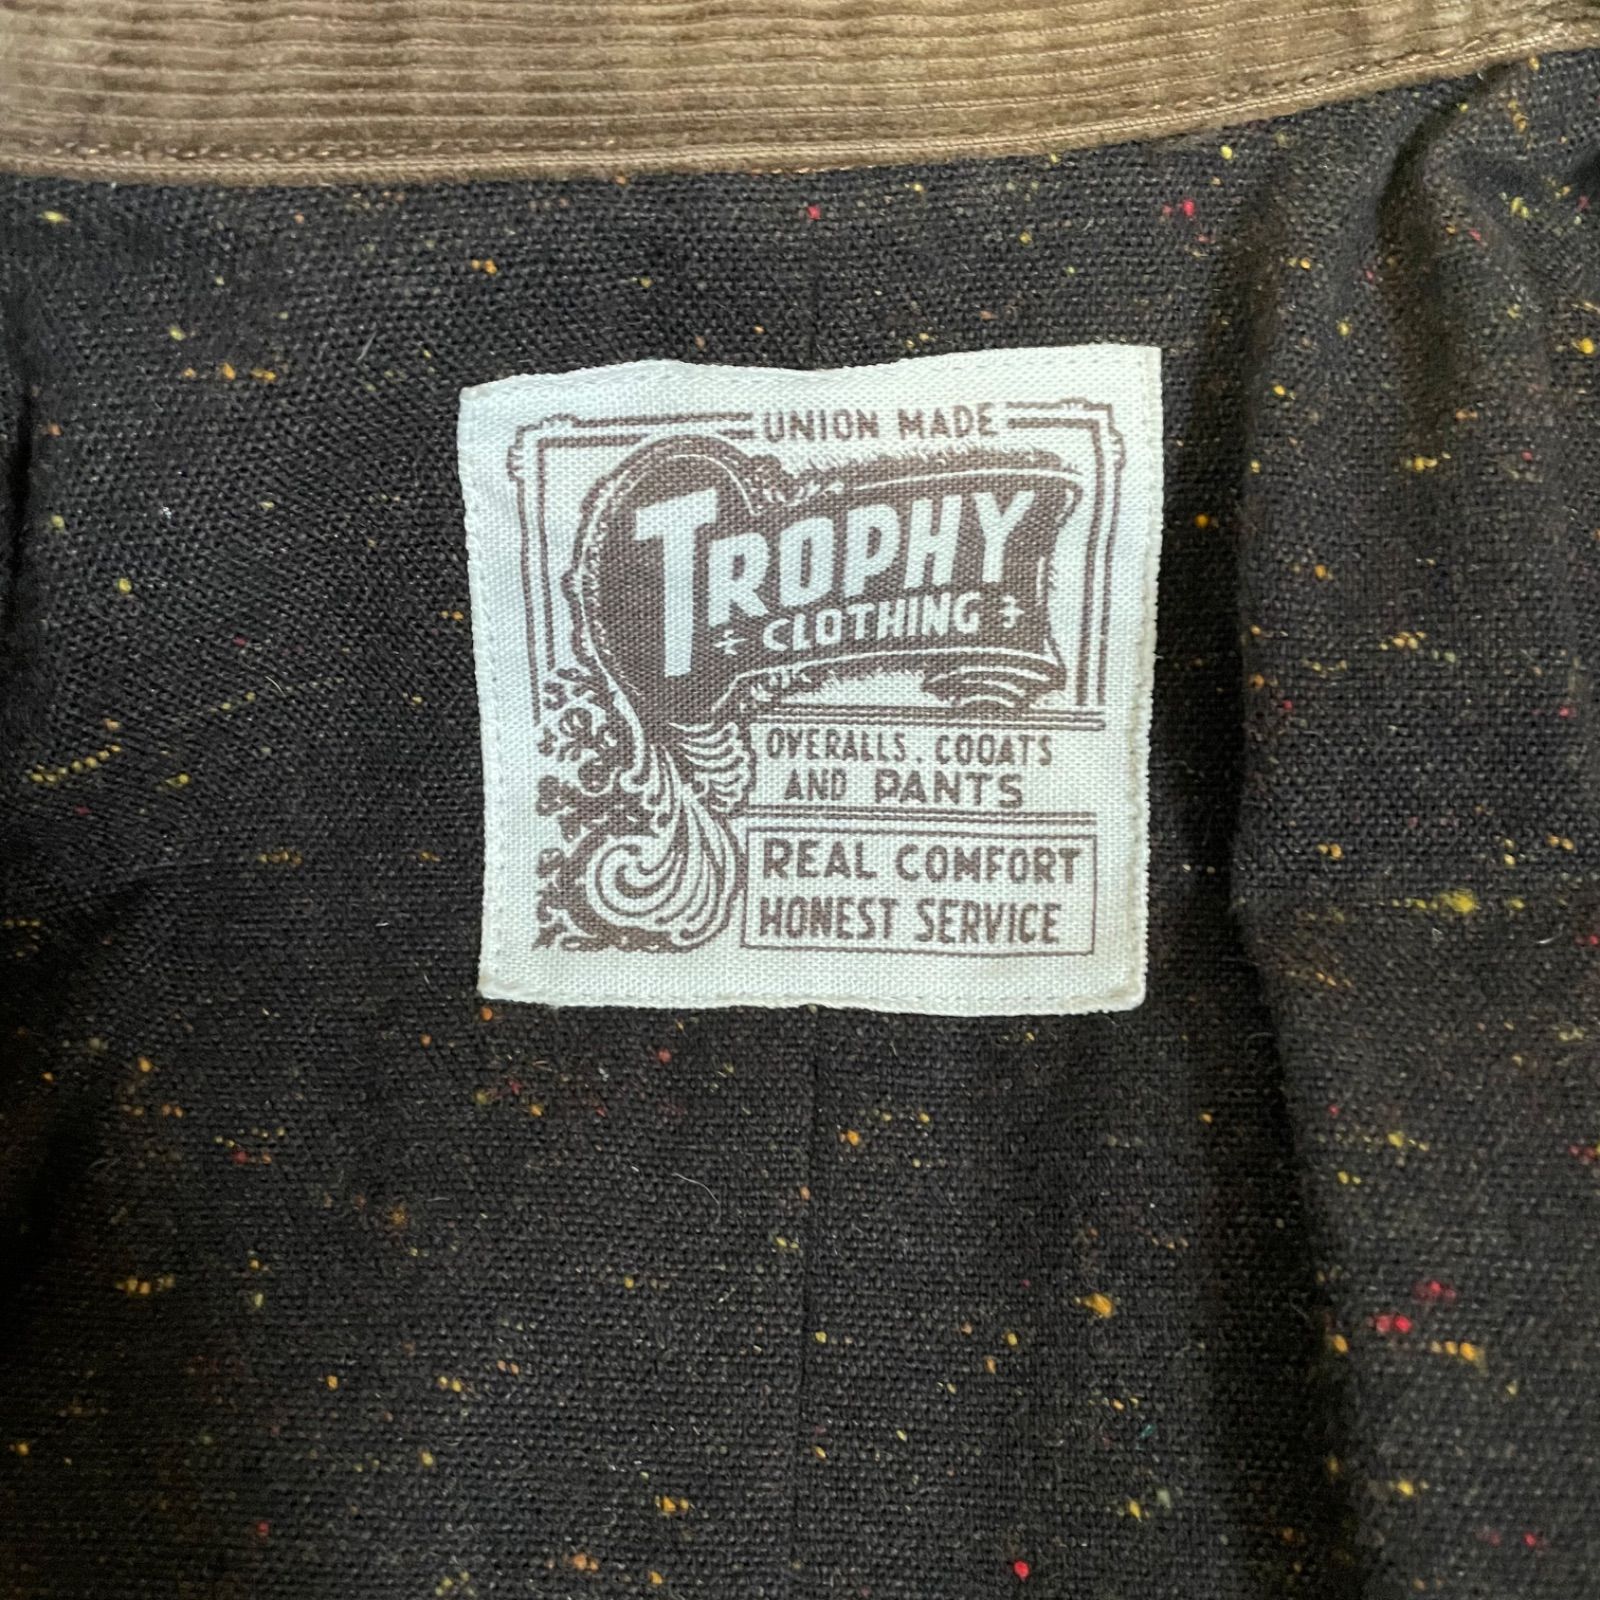 UNION MADE
TROPHY
CLOTHING
OVERALLS. COOATS
AND PANTS
REAL COMFORT
HONEST SERVICE